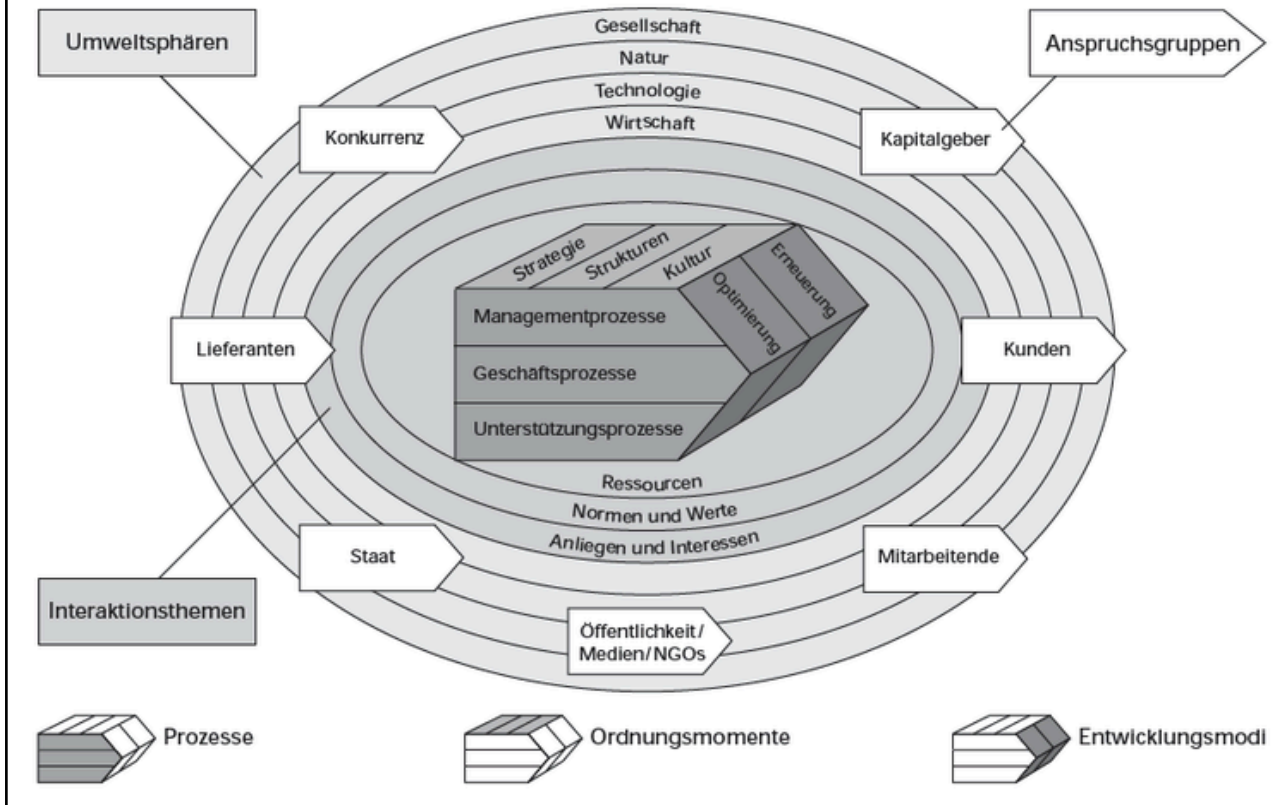 Umweltsphären
Anspruchsgruppen
Gesellschaft
Natur
Technologie
Wirtschaft
Konkurrenz
Kapitalgeber
Strategie
Strukturen
Kultur
Erneuerung
Optimierung
Managementprozesse
Lieferanten
Kunden
Geschäftsprozesse
Unterstützungsprozesse
Ressourcen
Normen und Werte
Anliegen und Interessen
Staat
Mitarbeitende
Interaktionsthemen
Öffentlichkeit/
Medien/NGOs
Prozesse
Ordnungsmomente
Entwicklungsmodi